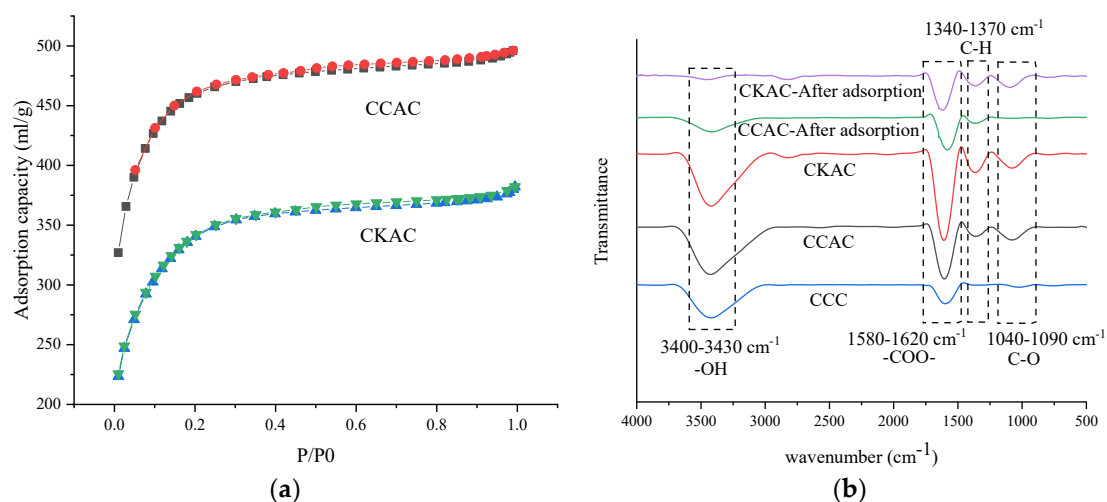 500
450
400
350
300
250
200
Adsorption capacity (ml/g)
CCAC
CKAC
0.0 0.2 0.4 0.6 0.8 1.0
P/P0
(a)
1340-1370 cm⁻¹
C-H
CKAC-After adsorption
CCAC-After adsorption
CKAC
CCAC
CCC
Transmittance
3400-3430 cm⁻¹
-OH
1580-1620 cm⁻¹
-COO-
1040-1090 cm⁻¹
C-O
4000 3500 3000 2500 2000 1500 1000 500
wavenumber (cm⁻¹)
(b)